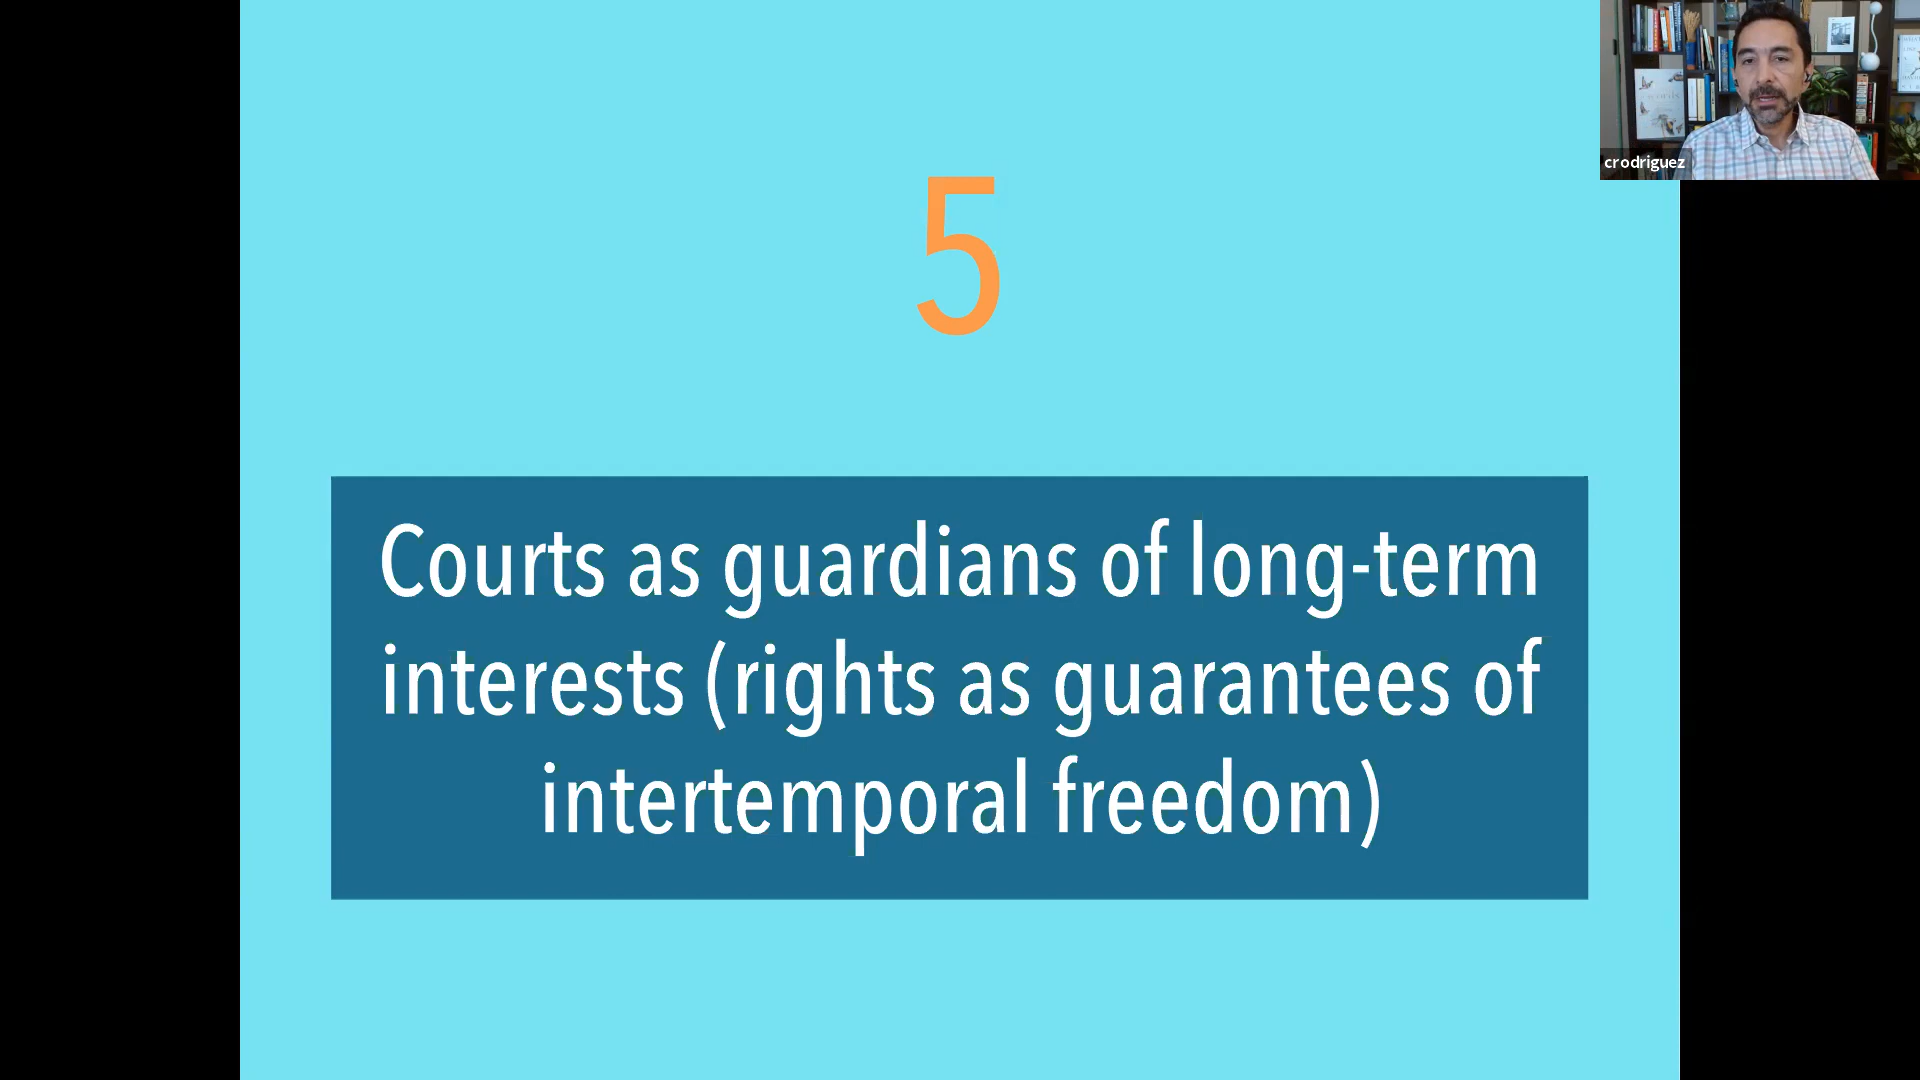 crodriguez
5
Courts as guardians of long-term
interests (rights as guarantees of
intertemporal freedom)